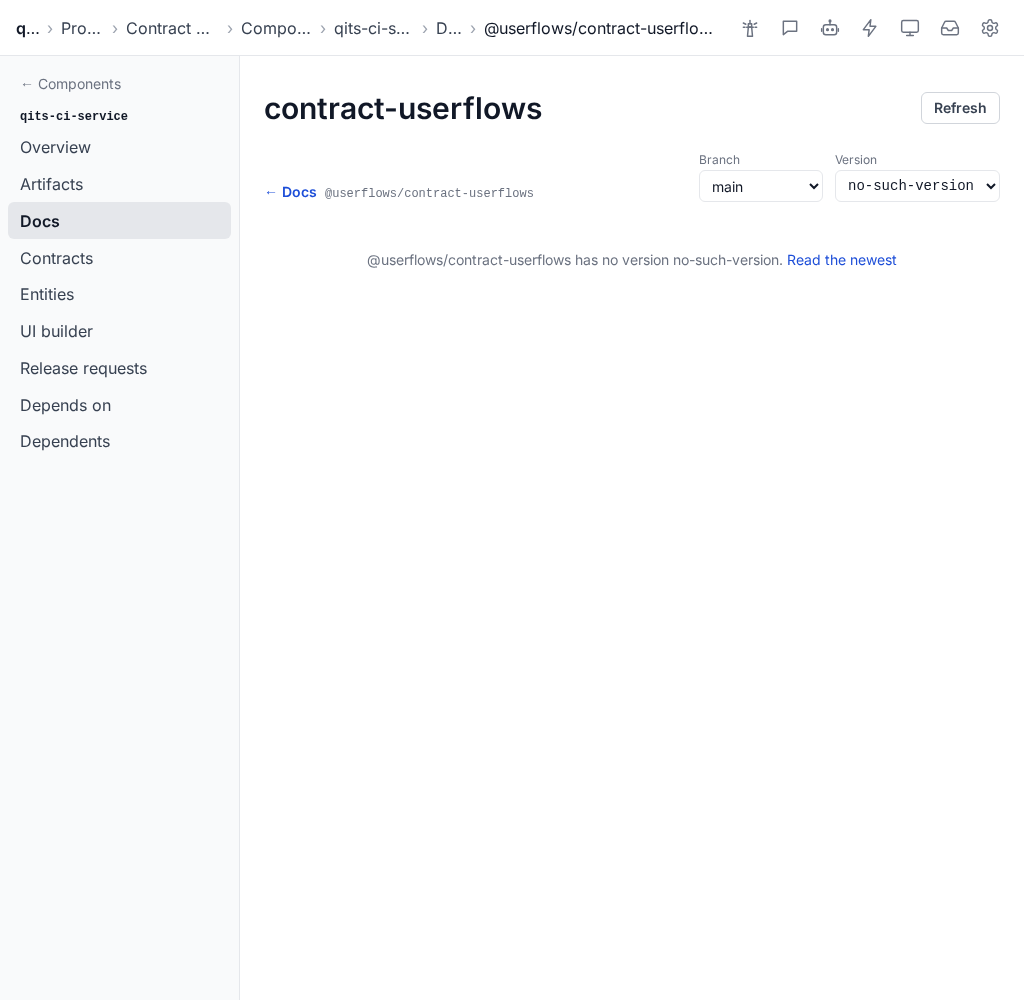 q... › Pro... › Contract ... › Compo... › qits-ci-s... › D... › @userflows/contract-userflo...
← Components
qits-ci-service
Overview
Artifacts
Docs
Contracts
Entities
UI builder
Release requests
Depends on
Dependents
contract-userflows
Refresh
Branch
Version
← Docs @userflows/contract-userflows
main
no-such-version
@userflows/contract-userflows has no version no-such-version. Read the newest